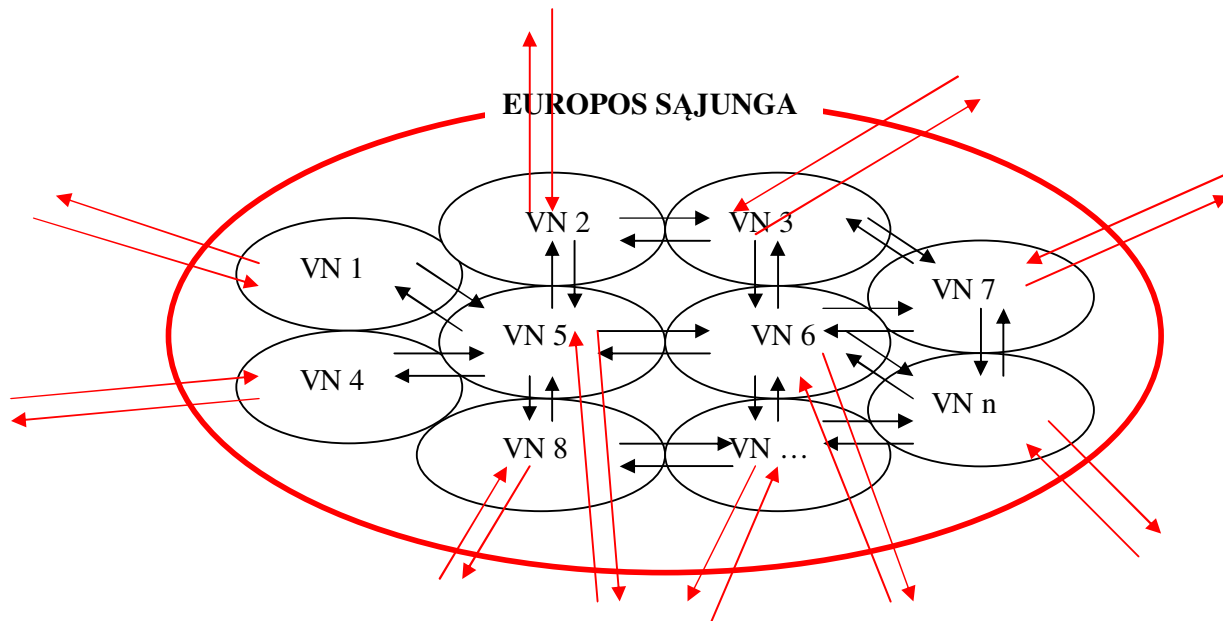 EUROPOS SĄJUNGA
VN 2
VN 3
VN 1
VN 7
VN 5
VN 6
VN 4
VN n
VN 8
VN …